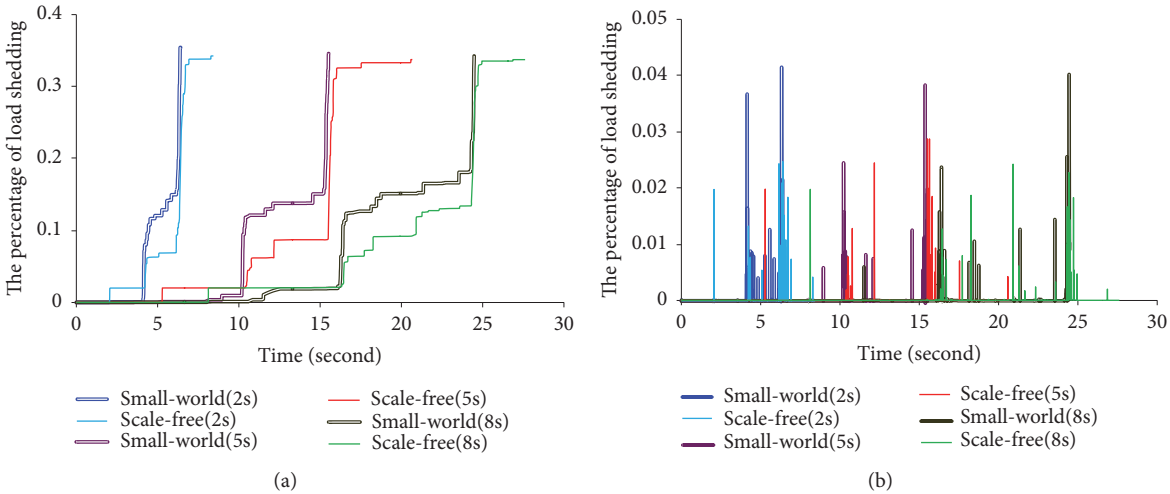 The percentage of load shedding
0.4
0.3
0.2
0.1
0
0 5 10 15 20 25 30
Time (second)
Small-world(2s)
Scale-free(2s)
Small-world(5s)
Scale-free(5s)
Small-world(8s)
Scale-free(8s)
(a)
The percentage of load shedding
0.05
0.04
0.03
0.02
0.01
0.000
0 5 10 15 20 25 30
Time (second)
Small-world(2s)
Scale-free(2s)
Small-world(5s)
Scale-free(5s)
Small-world(8s)
Scale-free(8s)
(b)